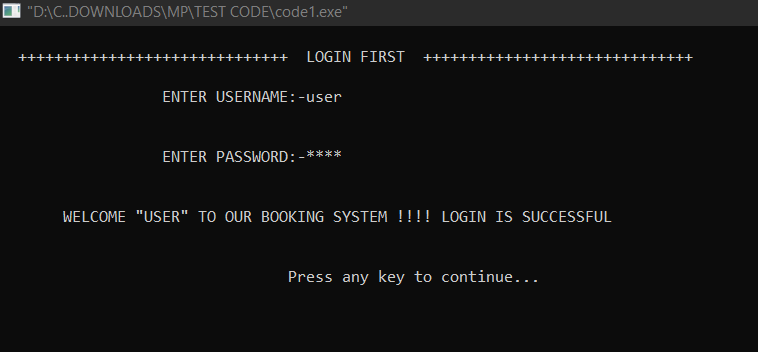 "D:\C..DOWNLOADS\MP\TEST CODE\code1.exe"
++++++++++++++++++++++++++++++ LOGIN FIRST ++++++++++++++++++++++++++++++
ENTER USERNAME:-user
ENTER PASSWORD:-****
WELCOME "USER" TO OUR BOOKING SYSTEM !!!! LOGIN IS SUCCESSFUL
Press any key to continue...